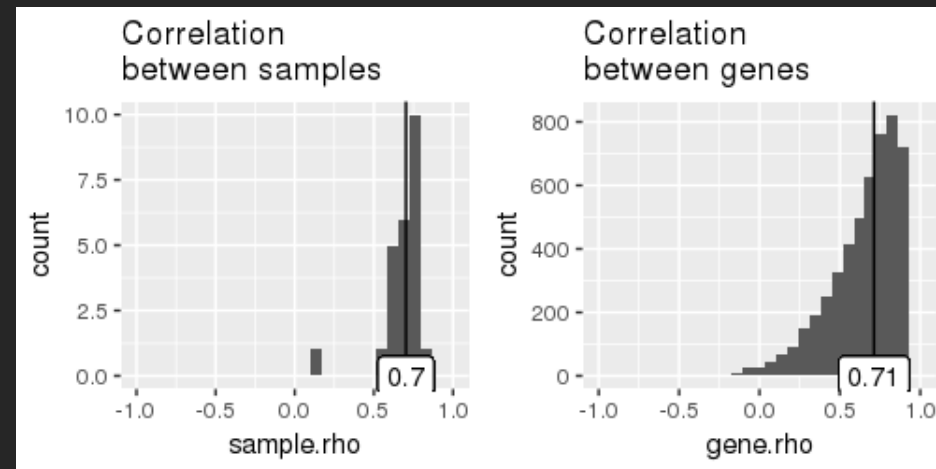 Correlation
between samples
10.0
7.5
5.0
2.5
0.0
count
0.7
-1.0 -0.5 0.0 0.5 1.0
sample.rho
Correlation
between genes
800
600
400
200
0
count
0.71
-1.0 -0.5 0.0 0.5 1.0
gene.rho